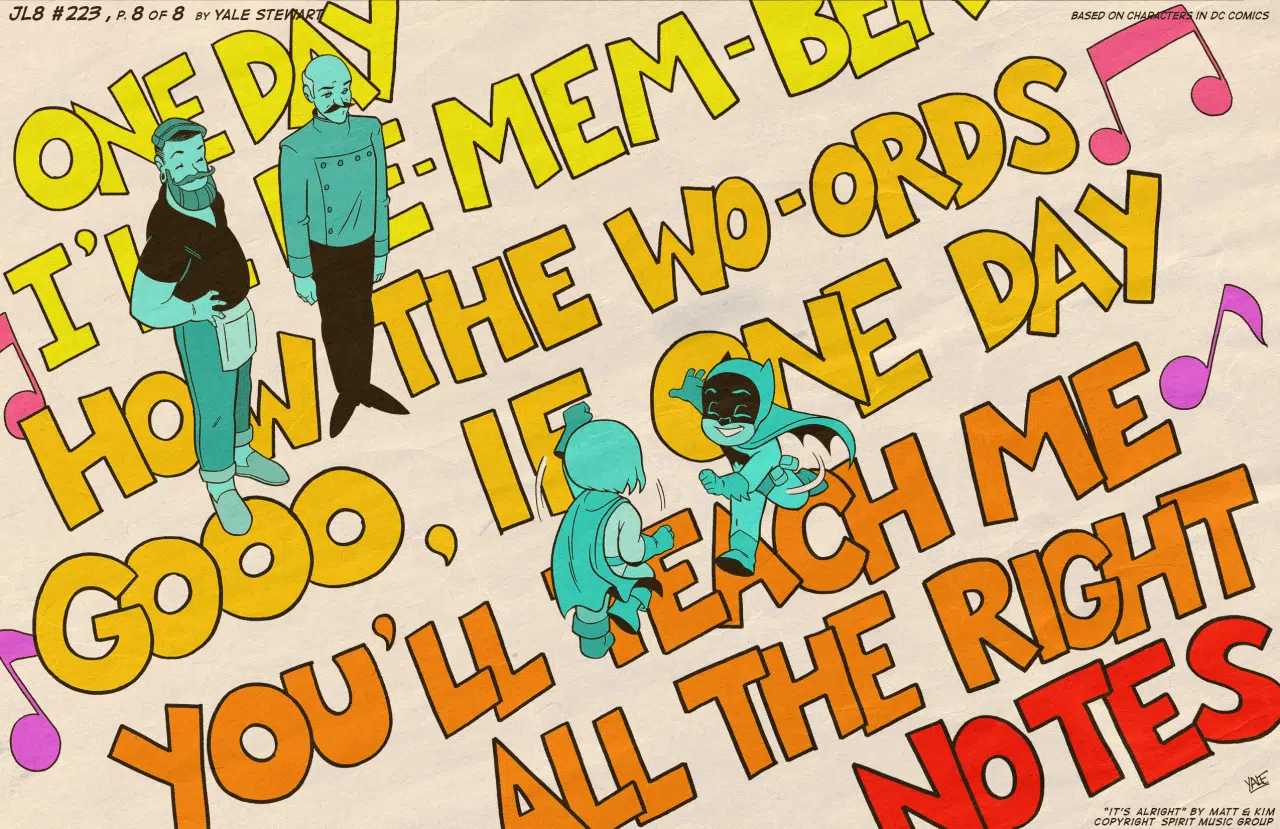 JL8 #223, P. 8 OF 8 BY YALE STEWART
BASED ON CHARACTERS IN DC COMICS
ONE DAY
I'LL RE-MEM-BER
HOW THE WO-ORDS
GOOO, IF ONE DAY
YOU'LL TEACH ME
ALL THE RIGHT
NOTES
YALE
"IT'S ALRIGHT" BY MATT & KIM
COPYRIGHT SPIRIT MUSIC GROUP